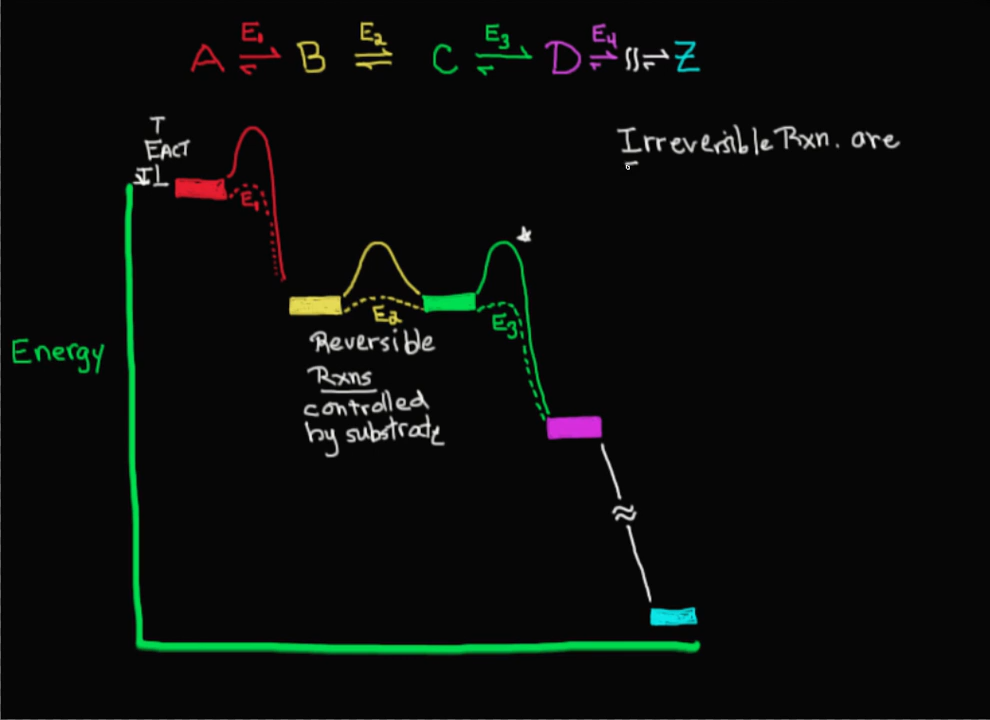 A E1 ⇌ B E2 ⇌ C E3 ⇌ D E4 ⇌ // ⇌ Z
T
EACT
Irreversible Rxn. are
E1
E2
E3
Energy
Reversible
Rxns
controlled
by substrate